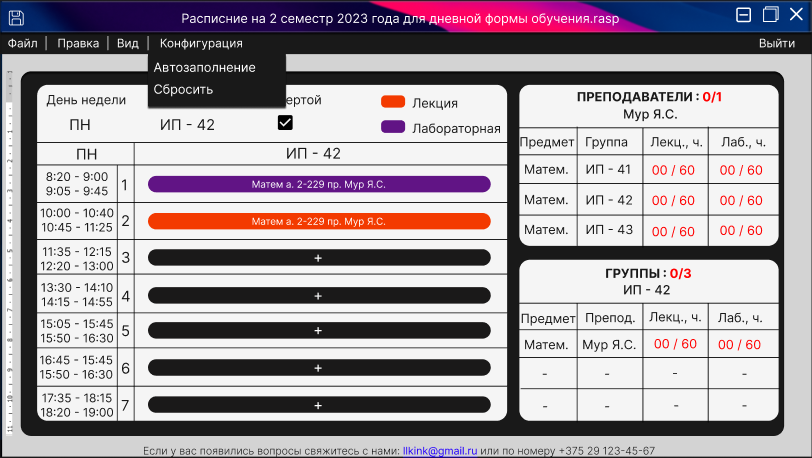 Расписние на 2 семестр 2023 года для дневной формы обучения.rasp
Файл | Правка | Вид | Конфигурация Выйти
Автозаполнение
Сбросить
День недели
ПН ИП - 42
Лекция
Лабораторная
ПН ИП - 42
8:20 - 9:00
9:05 - 9:45
1
Матем а. 2-229 пр. Мур Я.С.
10:00 - 10:40
10:45 - 11:25
2
Матем а. 2-229 пр. Мур Я.С.
11:35 - 12:15
12:20 - 13:00
3
+
13:30 - 14:10
14:15 - 14:55
4
+
15:05 - 15:45
15:50 - 16:30
5
+
16:45 - 15:45
15:50 - 16:30
6
+
17:35 - 18:15
18:20 - 19:00
7
+
ПРЕПОДАВАТЕЛИ : 0/1
Мур Я.С.
Предмет Группа Лекц., ч. Лаб., ч.
Матем. ИП - 41 00 / 60 00 / 60
Матем. ИП - 42 00 / 60 00 / 60
Матем. ИП - 43 00 / 60 00 / 60
ГРУППЫ : 0/3
ИП - 42
Предмет Препод. Лекц., ч. Лаб., ч.
Матем. Мур Я.С. 00 / 60 00 / 60
- - - -
- - - -
Если у вас появились вопросы свяжитесь с нами: llkink@gmail.ru или по номеру +375 29 123-45-67